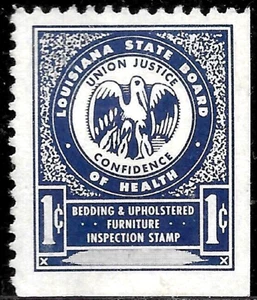 LOUISIANA STATE BOARD
UNION JUSTICE
CONFIDENCE
OF HEALTH
1¢ 1¢
BEDDING & UPHOLSTERED
· FURNITURE ·
INSPECTION STAMP
X X